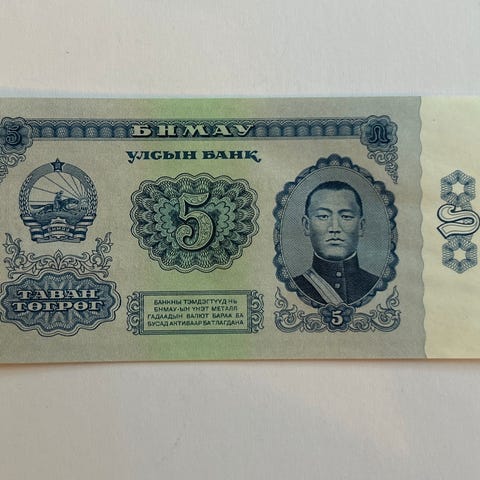 5 БНМАУ
УЛСЫН БАНК
5
ТАВАН
ТӨГРӨГ
БАНКНЫ ТЭМДЭГТҮҮД НЬ
БНМАУ-ЫН ҮНЭТ МЕТАЛЛ
ГАДААДЫН ВАЛЮТ БАРАА БА
БУСАД АКТИВААР БАТЛАГДАНА
5